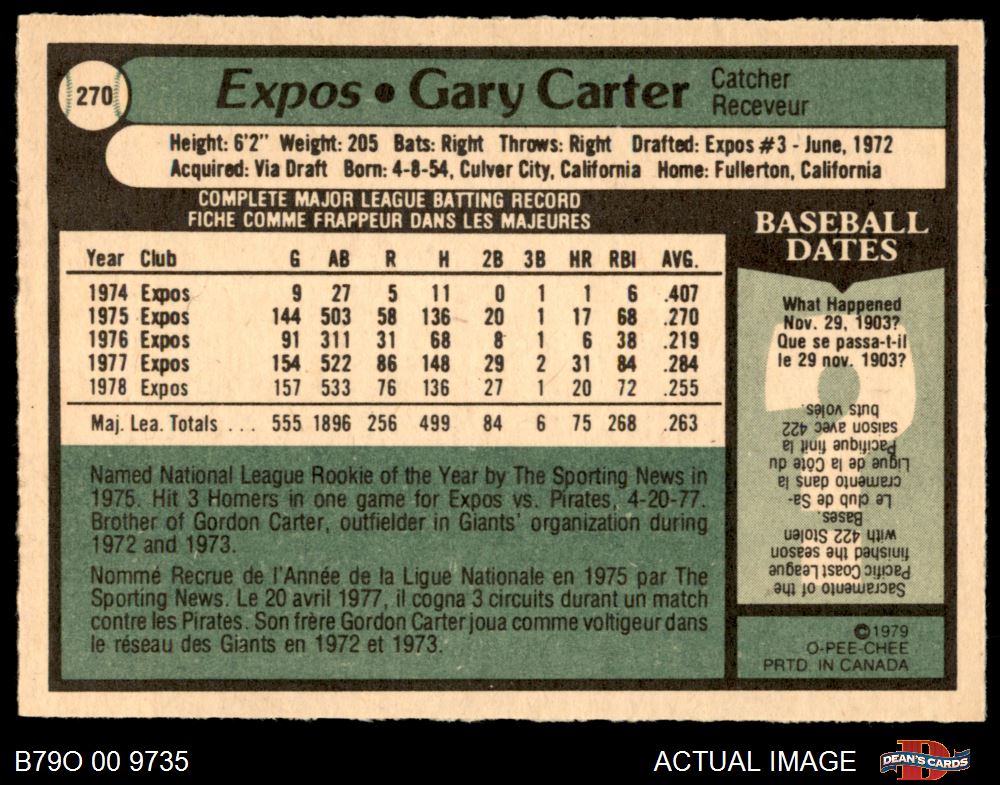 270
Expos • Gary Carter
Catcher
Receveur
Height: 6'2" Weight: 205 Bats: Right Throws: Right Drafted: Expos #3 - June, 1972
Acquired: Via Draft Born: 4-8-54, Culver City, California Home: Fullerton, California
COMPLETE MAJOR LEAGUE BATTING RECORD
FICHE COMME FRAPPEUR DANS LES MAJEURES
Year Club G AB R H 2B 3B HR RBI AVG.
1974 Expos 9 27 5 11 0 1 1 6 .407
1975 Expos 144 503 58 136 20 1 17 68 .270
1976 Expos 91 311 31 68 8 1 6 38 .219
1977 Expos 154 522 86 148 29 2 31 84 .284
1978 Expos 157 533 76 136 27 1 20 72 .255
Maj. Lea. Totals . . . 555 1896 256 499 84 6 75 268 .263
Named National League Rookie of the Year by The Sporting News in
1975. Hit 3 Homers in one game for Expos vs. Pirates, 4-20-77.
Brother of Gordon Carter, outfielder in Giants' organization during
1972 and 1973.
Nommé Recrue de l'Année de la Ligue Nationale en 1975 par The
Sporting News. Le 20 avril 1977, il cogna 3 circuits durant un match
contre les Pirates. Son frère Gordon Carter joua comme voltigeur dans
le réseau des Giants en 1972 et 1973.
BASEBALL
DATES
What Happened
Nov. 29, 1903?
Que se passa-t-il
le 29 nov. 1903?
Sacramento of the
Pacific Coast League
finished the season
with 422 Stolen
Bases.
Le club de Sa-
cramento dans la
Ligue de la Côte du
Pacifique finit la
saison avec 422
buts volés.
©1979
O-PEE-CHEE
PRTD. IN CANADA
B79O 00 9735
ACTUAL IMAGE
D
DEAN'S CARDS